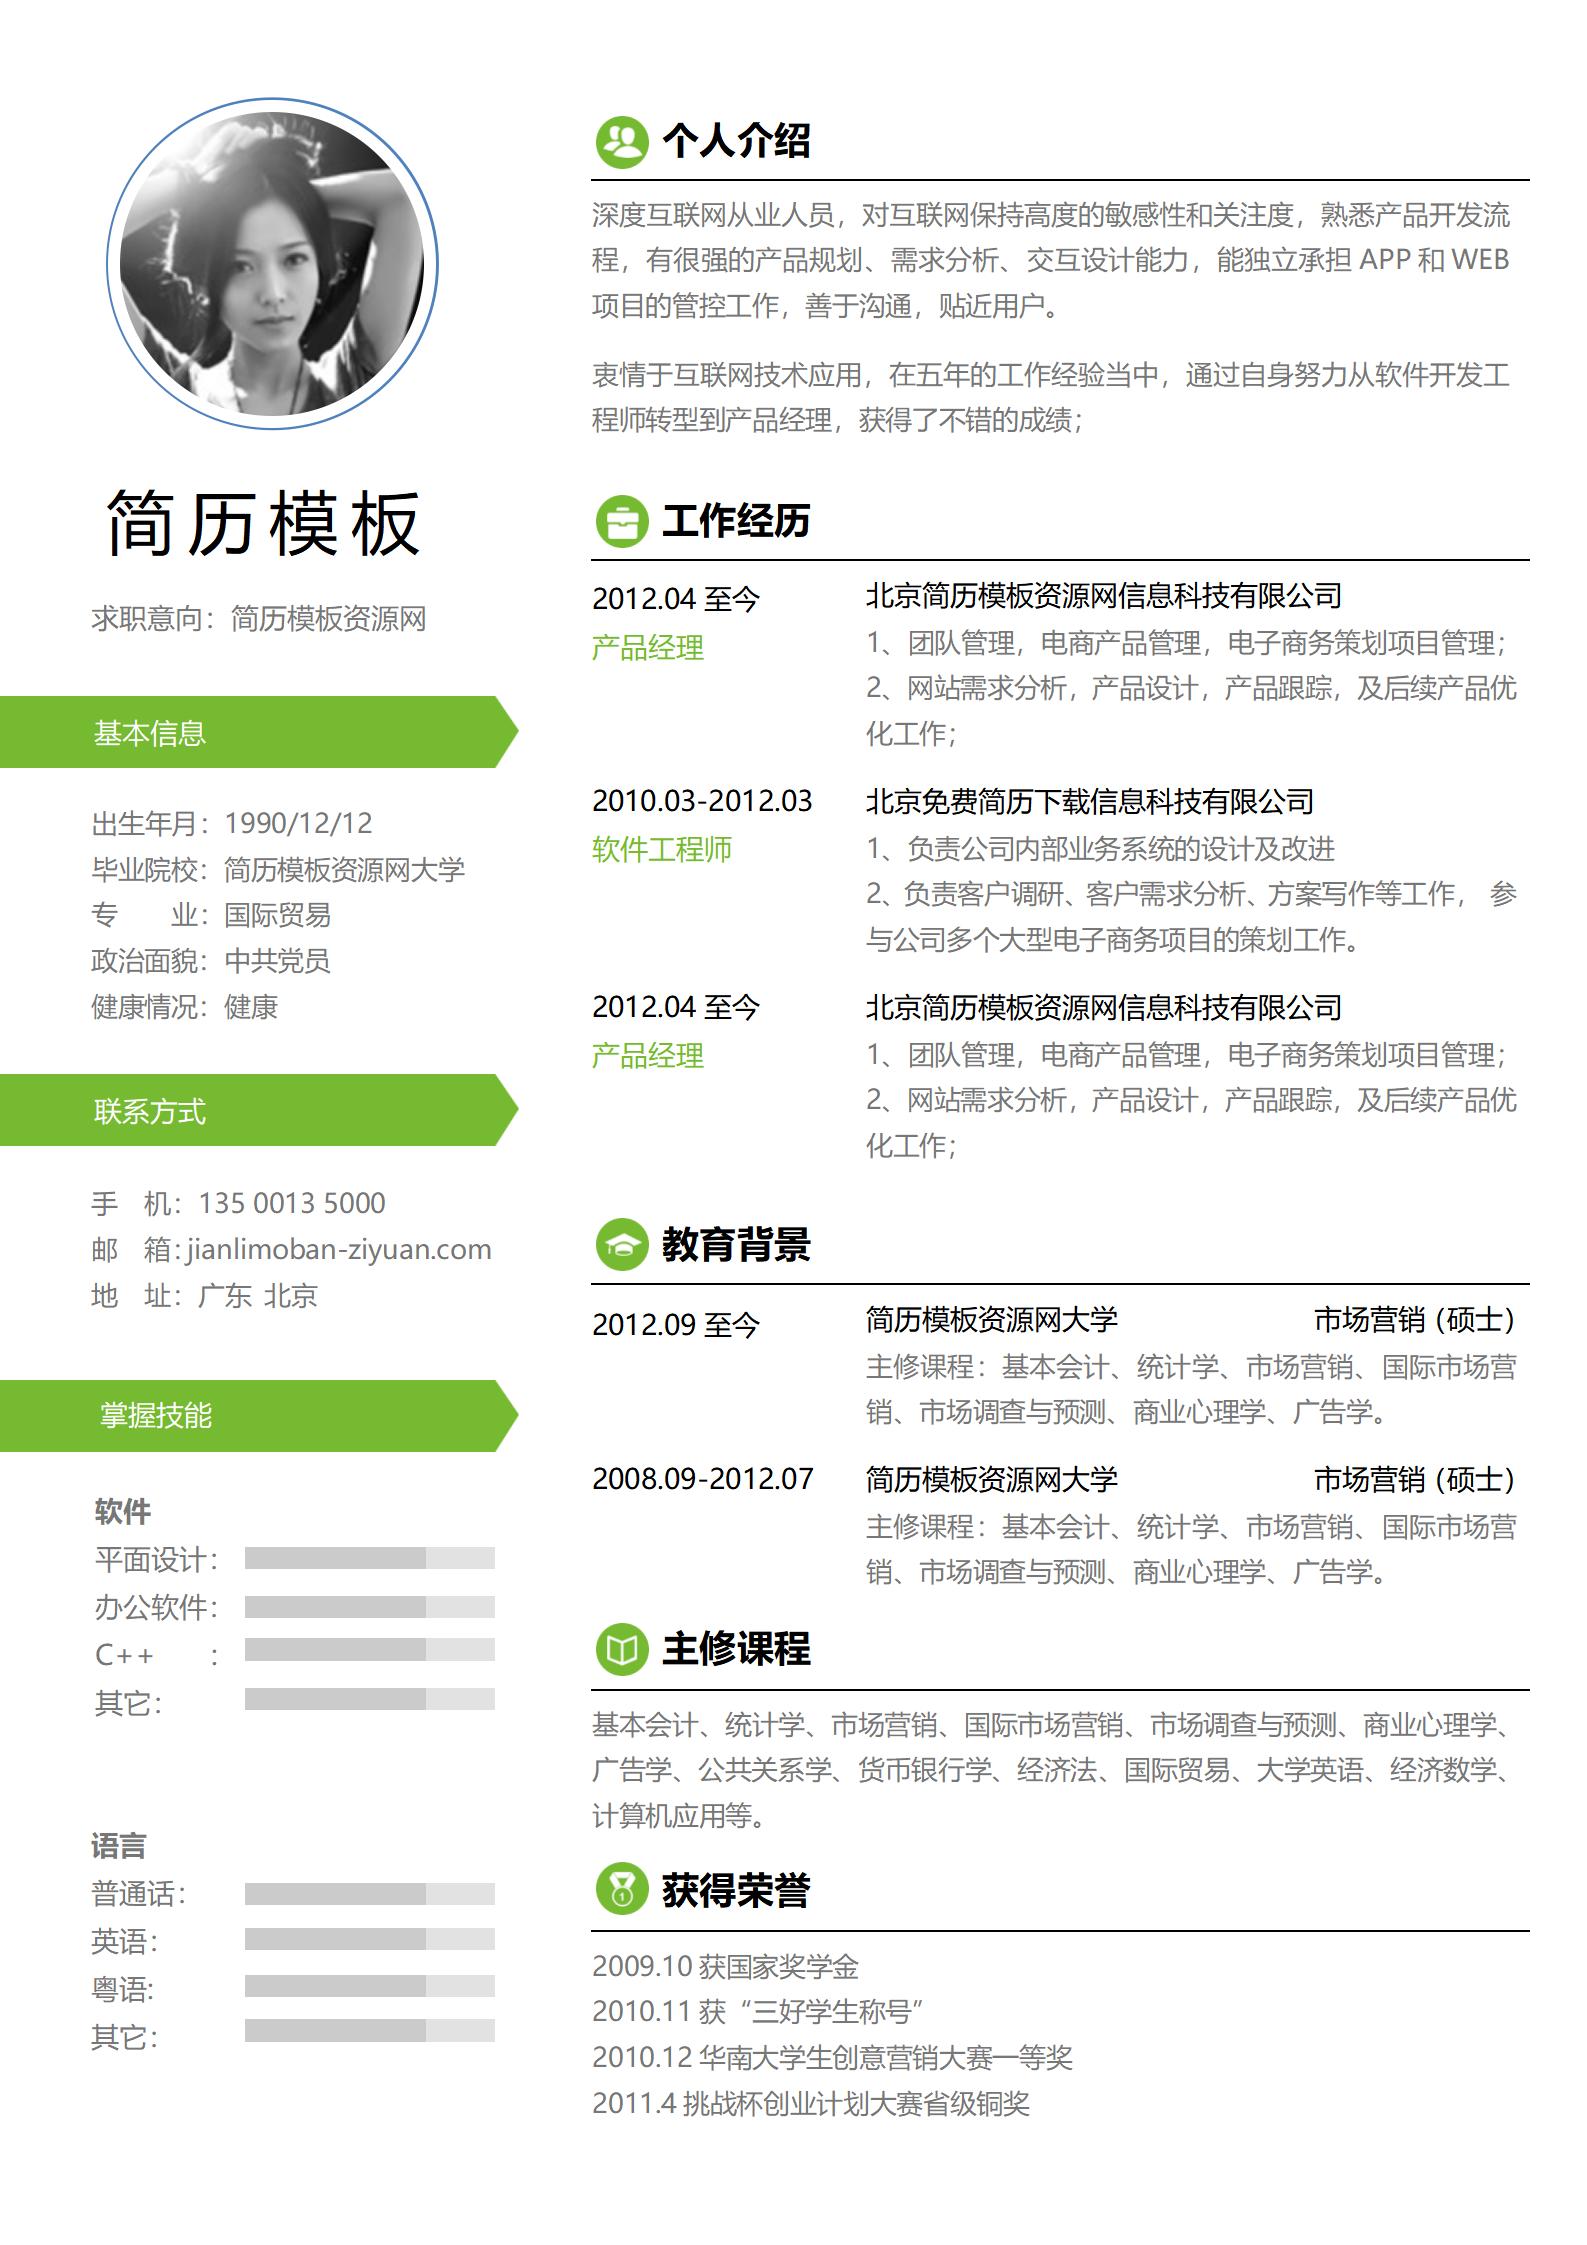 简历模板
求职意向：简历模板资源网
基本信息
出生年月：1990/12/12
毕业院校：简历模板资源网大学
专　　业：国际贸易
政治面貌：中共党员
健康情况：健康
联系方式
手　机：135 0013 5000
邮　箱：jianlimoban-ziyuan.com
地　址：广东 北京
掌握技能
软件
平面设计：
办公软件：
C++　　：
其它：
语言
普通话：
英语：
粤语:
其它：
个人介绍
深度互联网从业人员，对互联网保持高度的敏感性和关注度，熟悉产品开发流
程，有很强的产品规划、需求分析、交互设计能力，能独立承担 APP 和 WEB
项目的管控工作，善于沟通，贴近用户。
衷情于互联网技术应用，在五年的工作经验当中，通过自身努力从软件开发工
程师转型到产品经理，获得了不错的成绩；
工作经历
2012.04 至今 北京简历模板资源网信息科技有限公司
产品经理 1、团队管理，电商产品管理，电子商务策划项目管理；
2、网站需求分析，产品设计，产品跟踪，及后续产品优
化工作；
2010.03-2012.03 北京免费简历下载信息科技有限公司
软件工程师 1、负责公司内部业务系统的设计及改进
2、负责客户调研、客户需求分析、方案写作等工作， 参
与公司多个大型电子商务项目的策划工作。
2012.04 至今 北京简历模板资源网信息科技有限公司
产品经理 1、团队管理，电商产品管理，电子商务策划项目管理；
2、网站需求分析，产品设计，产品跟踪，及后续产品优
化工作；
教育背景
2012.09 至今 简历模板资源网大学 市场营销（硕士）
主修课程：基本会计、统计学、市场营销、国际市场营
销、市场调查与预测、商业心理学、广告学。
2008.09-2012.07 简历模板资源网大学 市场营销（硕士）
主修课程：基本会计、统计学、市场营销、国际市场营
销、市场调查与预测、商业心理学、广告学。
主修课程
基本会计、统计学、市场营销、国际市场营销、市场调查与预测、商业心理学、
广告学、公共关系学、货币银行学、经济法、国际贸易、大学英语、经济数学、
计算机应用等。
1
获得荣誉
2009.10 获国家奖学金
2010.11 获“三好学生称号”
2010.12 华南大学生创意营销大赛一等奖
2011.4 挑战杯创业计划大赛省级铜奖